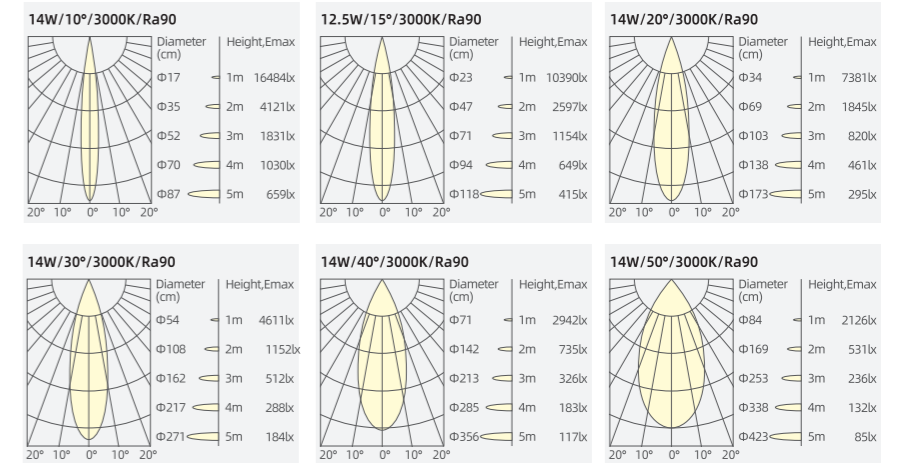 14W/10°/3000K/Ra90
Diameter Height,Emax
(cm)
Φ17 1m 16484lx
Φ35 2m 4121lx
Φ52 3m 1831lx
Φ70 4m 1030lx
Φ87 5m 659lx
20° 10° 0° 10° 20°
12.5W/15°/3000K/Ra90
Diameter Height,Emax
(cm)
Φ23 1m 10390lx
Φ47 2m 2597lx
Φ71 3m 1154lx
Φ94 4m 649lx
Φ118 5m 415lx
20° 10° 0° 10° 20°
14W/20°/3000K/Ra90
Diameter Height,Emax
(cm)
Φ34 1m 7381lx
Φ69 2m 1845lx
Φ103 3m 820lx
Φ138 4m 461lx
Φ173 5m 295lx
20° 10° 0° 10° 20°
14W/30°/3000K/Ra90
Diameter Height,Emax
(cm)
Φ54 1m 4611lx
Φ108 2m 1152lx
Φ162 3m 512lx
Φ217 4m 288lx
Φ271 5m 184lx
20° 10° 0° 10° 20°
14W/40°/3000K/Ra90
Diameter Height,Emax
(cm)
Φ71 1m 2942lx
Φ142 2m 735lx
Φ213 3m 326lx
Φ285 4m 183lx
Φ356 5m 117lx
20° 10° 0° 10° 20°
14W/50°/3000K/Ra90
Diameter Height,Emax
(cm)
Φ84 1m 2126lx
Φ169 2m 531lx
Φ253 3m 236lx
Φ338 4m 132lx
Φ423 5m 85lx
20° 10° 0° 10° 20°